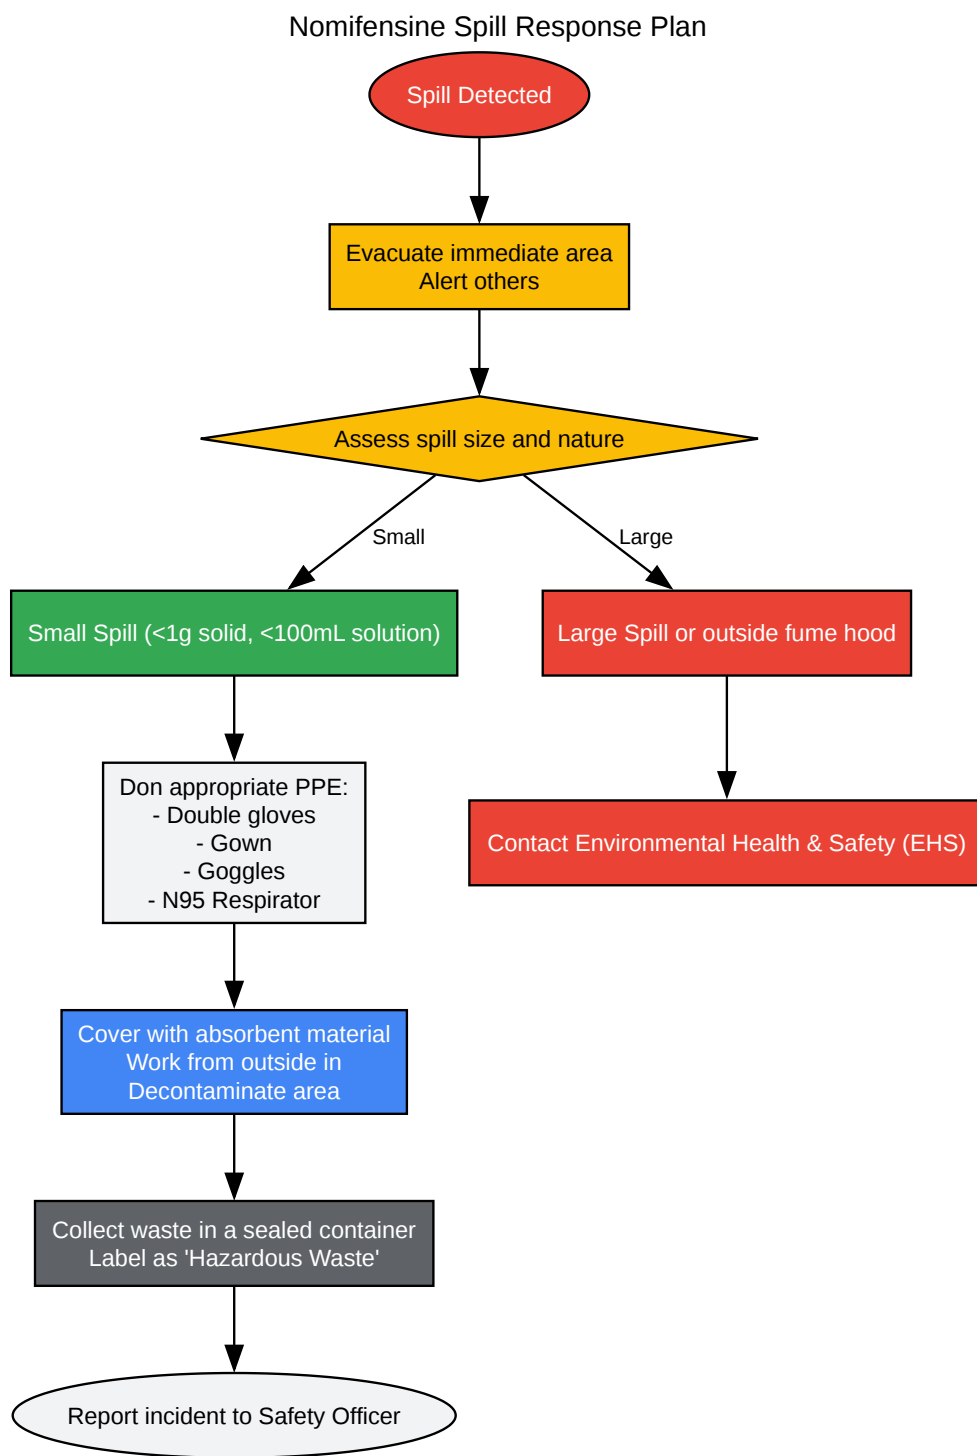 Nomifensine Spill Response Plan
Spill Detected
Evacuate immediate area
Alert others
Assess spill size and nature
Small
Large
Small Spill (<1g solid, <100mL solution)
Large Spill or outside fume hood
Don appropriate PPE:
- Double gloves
- Gown
- Goggles
- N95 Respirator
Contact Environmental Health & Safety (EHS)
Cover with absorbent material
Work from outside in
Decontaminate area
Collect waste in a sealed container
Label as 'Hazardous Waste'
Report incident to Safety Officer